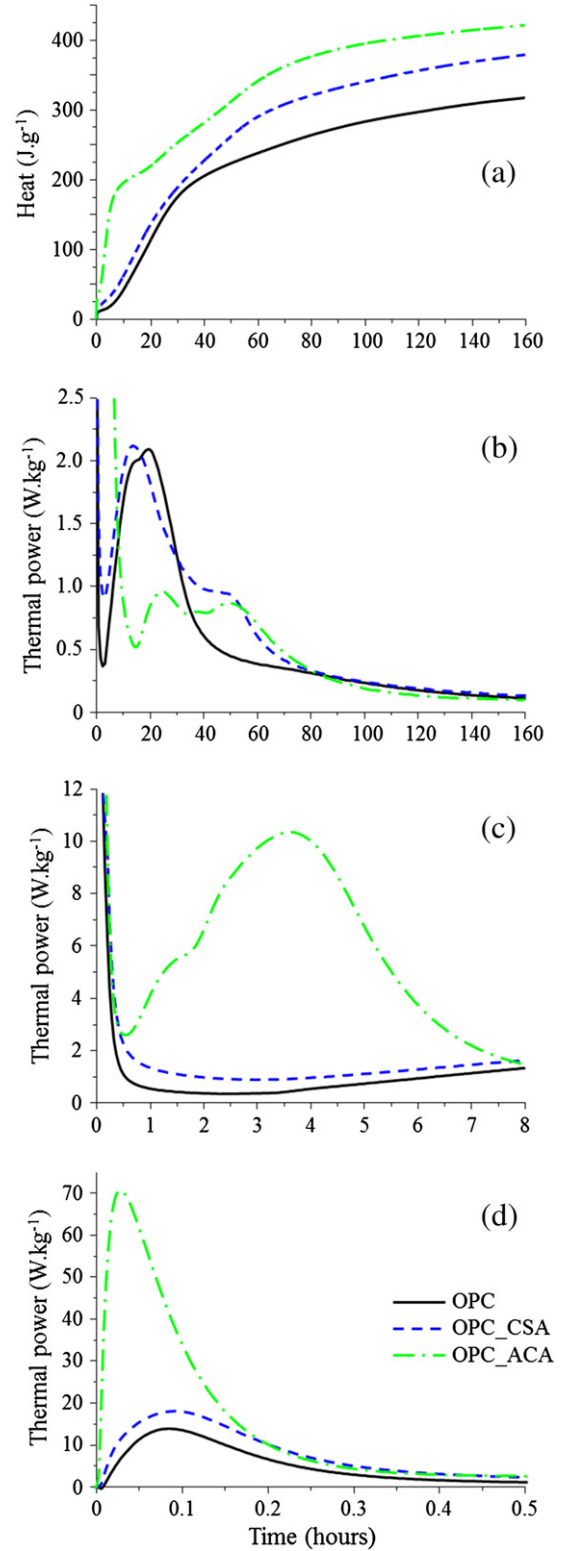 400
300
200
100
0
Heat (J.g-1)
(a)
0 20 40 60 80 100 120 140 160
2.5
2.0
1.5
1.0
0.5
0
Thermal power (W.kg-1)
(b)
0 20 40 60 80 100 120 140 160
12
10
8
6
4
2
0
Thermal power (W.kg-1)
(c)
0 1 2 3 4 5 6 7 8
70
60
50
40
30
20
10
0
Thermal power (W.kg-1)
(d)
OPC
OPC_CSA
OPC_ACA
0 0.1 0.2 0.3 0.4 0.5
Time (hours)